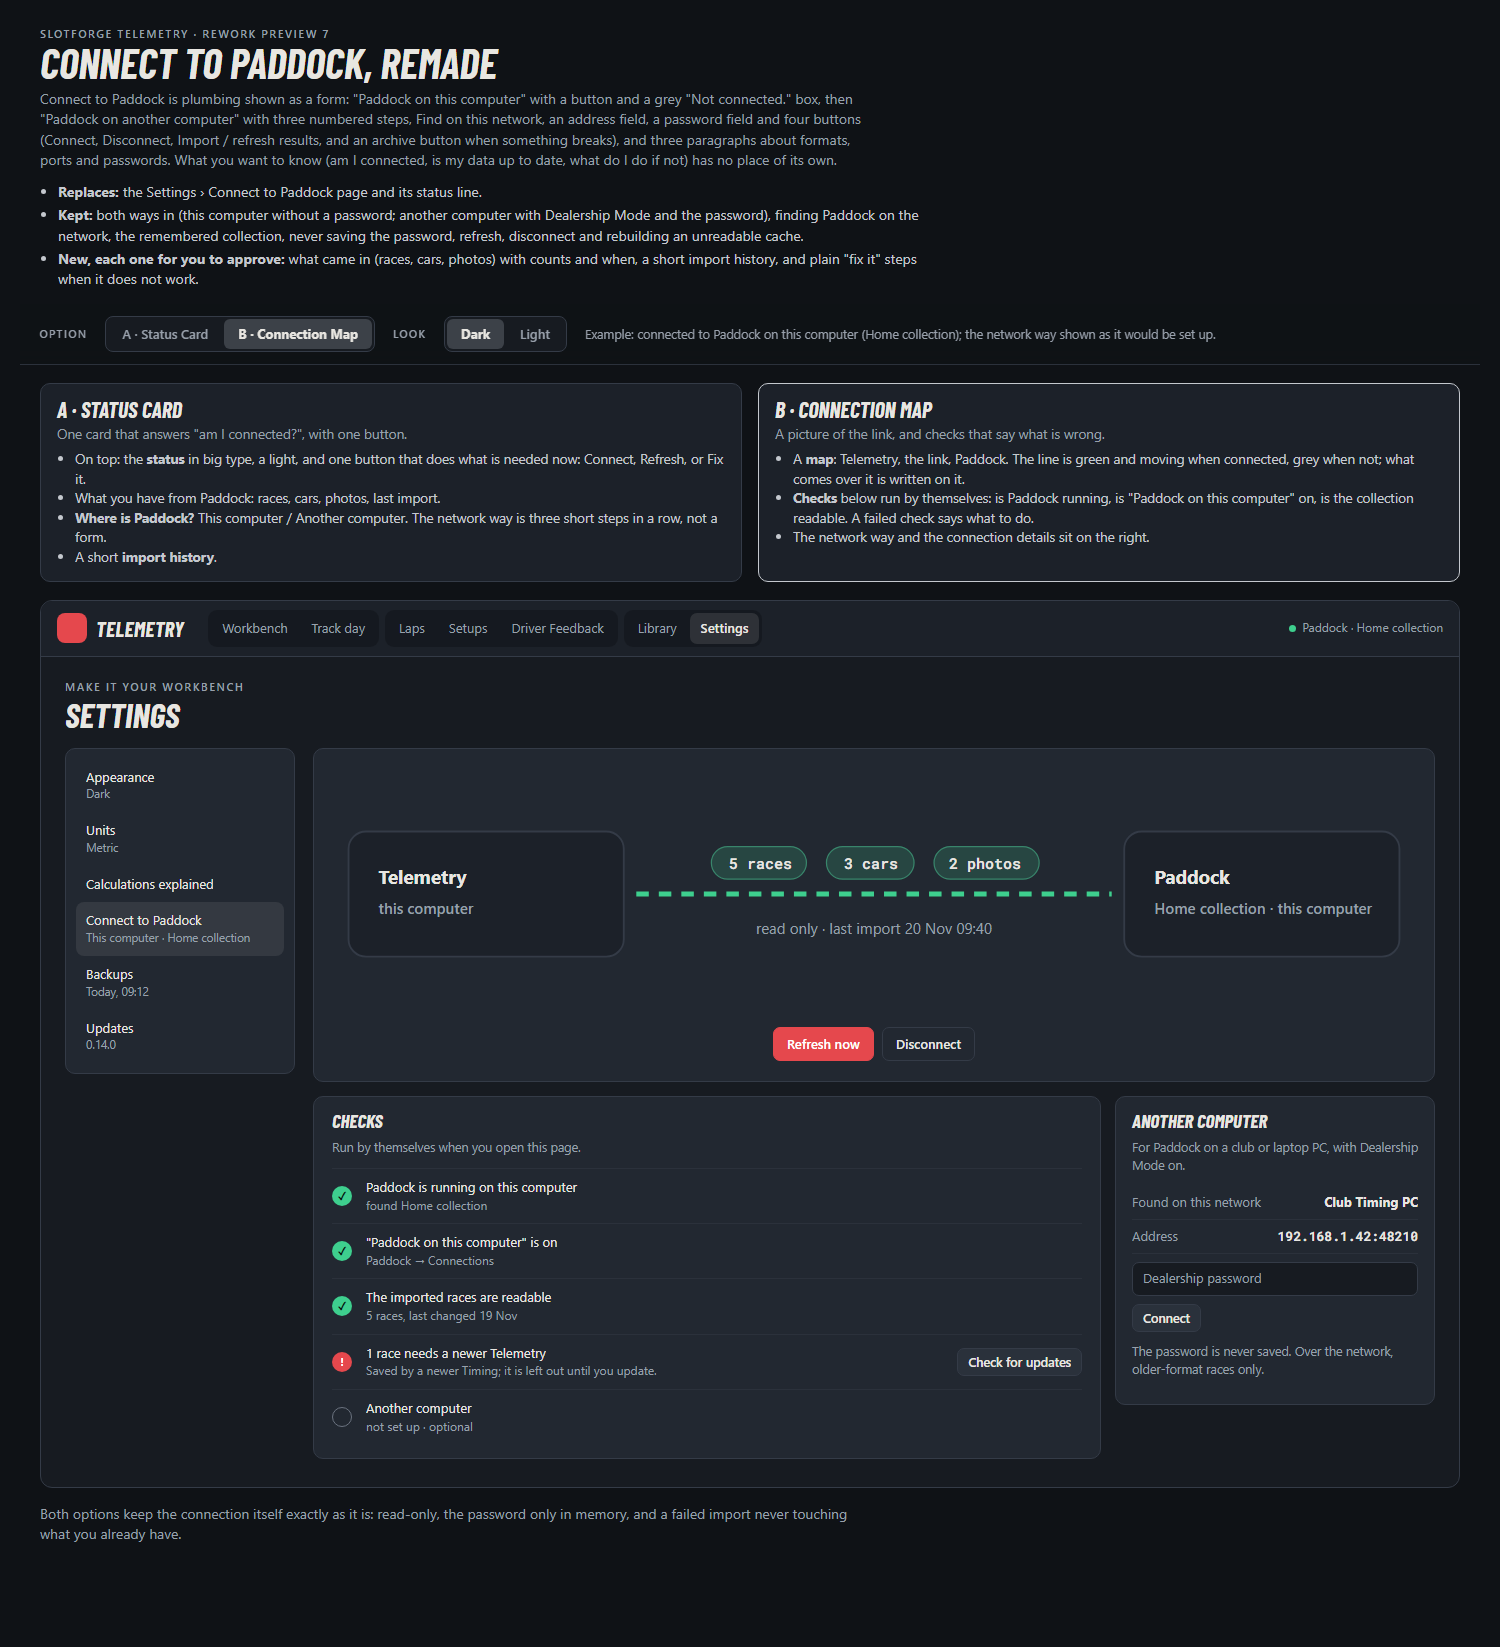 SLOTFORGE TELEMETRY · REWORK PREVIEW 7
CONNECT TO PADDOCK, REMADE
Connect to Paddock is plumbing shown as a form: "Paddock on this computer" with a button and a grey "Not connected." box, then
"Paddock on another computer" with three numbered steps, Find on this network, an address field, a password field and four buttons
(Connect, Disconnect, Import / refresh results, and an archive button when something breaks), and three paragraphs about formats,
ports and passwords. What you want to know (am I connected, is my data up to date, what do I do if not) has no place of its own.
• Replaces: the Settings › Connect to Paddock page and its status line.
• Kept: both ways in (this computer without a password; another computer with Dealership Mode and the password), finding Paddock on the
network, the remembered collection, never saving the password, refresh, disconnect and rebuilding an unreadable cache.
• New, each one for you to approve: what came in (races, cars, photos) with counts and when, a short import history, and plain "fix it" steps
when it does not work.
OPTION A · Status Card B · Connection Map LOOK Dark Light Example: connected to Paddock on this computer (Home collection); the network way shown as it would be set up.
A · STATUS CARD
One card that answers "am I connected?", with one button.
• On top: the status in big type, a light, and one button that does what is needed now: Connect, Refresh, or Fix
it.
• What you have from Paddock: races, cars, photos, last import.
• Where is Paddock? This computer / Another computer. The network way is three short steps in a row, not a
form.
• A short import history.
B · CONNECTION MAP
A picture of the link, and checks that say what is wrong.
• A map: Telemetry, the link, Paddock. The line is green and moving when connected, grey when not; what
comes over it is written on it.
• Checks below run by themselves: is Paddock running, is "Paddock on this computer" on, is the collection
readable. A failed check says what to do.
• The network way and the connection details sit on the right.
TELEMETRY Workbench Track day Laps Setups Driver Feedback Library Settings Paddock · Home collection
MAKE IT YOUR WORKBENCH
SETTINGS
Appearance
Dark
Units
Metric
Calculations explained
Connect to Paddock
This computer · Home collection
Backups
Today, 09:12
Updates
0.14.0
Telemetry
this computer
5 races 3 cars 2 photos
read only · last import 20 Nov 09:40
Paddock
Home collection · this computer
Refresh now Disconnect
CHECKS
Run by themselves when you open this page.
✓ Paddock is running on this computer
found Home collection
✓ "Paddock on this computer" is on
Paddock → Connections
✓ The imported races are readable
5 races, last changed 19 Nov
! 1 race needs a newer Telemetry
Saved by a newer Timing; it is left out until you update.
Check for updates
Another computer
not set up · optional
ANOTHER COMPUTER
For Paddock on a club or laptop PC, with Dealership
Mode on.
Found on this network Club Timing PC
Address 192.168.1.42:48210
Dealership password
Connect
The password is never saved. Over the network,
older-format races only.
Both options keep the connection itself exactly as it is: read-only, the password only in memory, and a failed import never touching
what you already have.